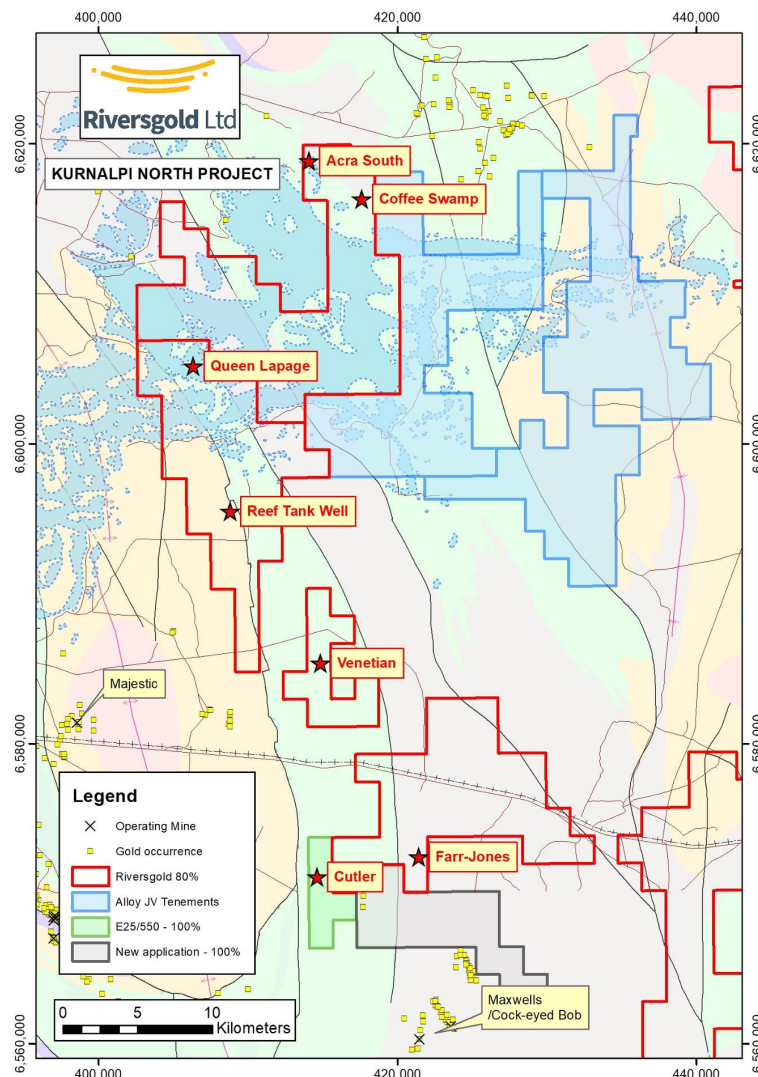 400,000
420,000
440,000
Riversgold Ltd
KURNALPI NORTH PROJECT
6,620,000
6,620,000
Acra South
Coffee Swamp
Queen Lapage
6,600,000
6,600,000
Reef Tank Well
Venetian
Majestic
6,580,000
6,580,000
Legend
Operating Mine
Gold occurrence
Riversgold 80%
Alloy JV Tenements
E25/550 - 100%
New application - 100%
Cutler
Farr-Jones
Maxwells
/Cock-eyed Bob
0 5 10
Kilometers
6,560,000
6,560,000
400,000
420,000
440,000